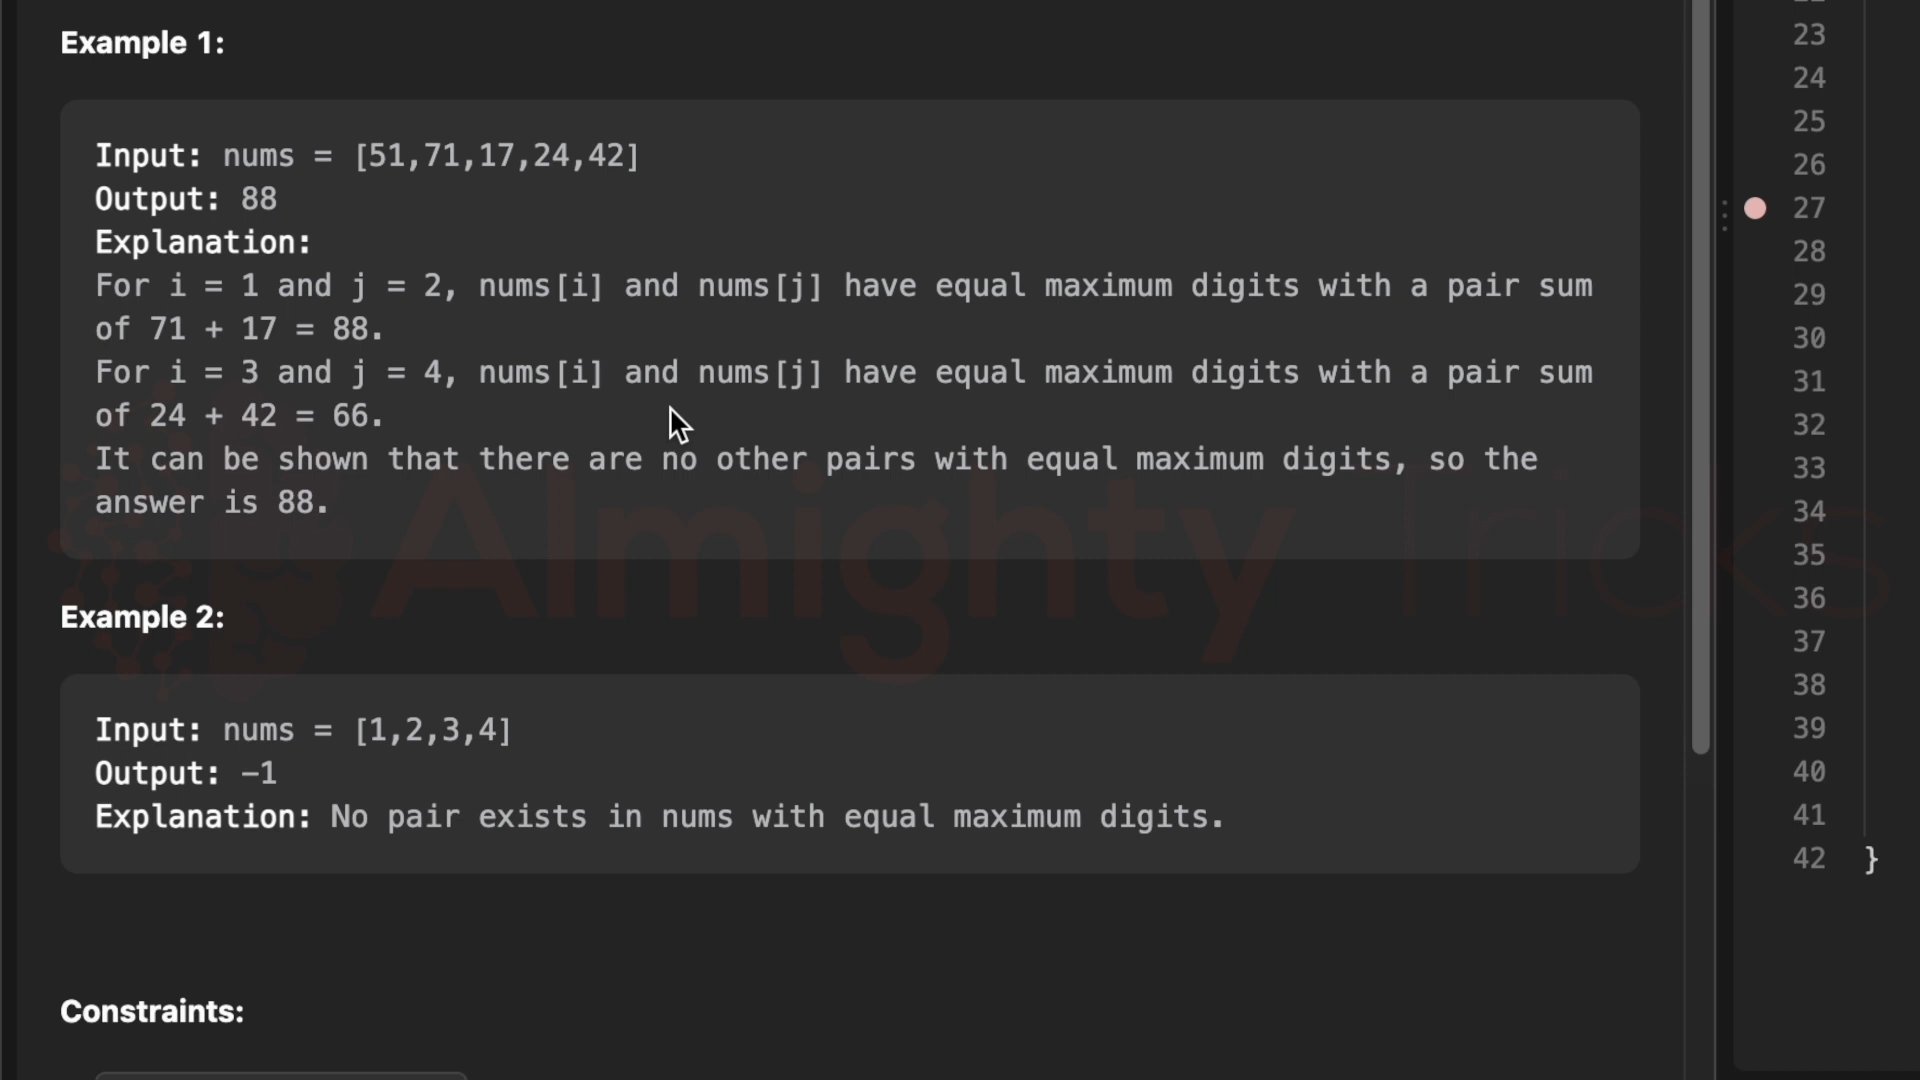 Example 1:
Input: nums = [51,71,17,24,42]
Output: 88
Explanation:
For i = 1 and j = 2, nums[i] and nums[j] have equal maximum digits with a pair sum
of 71 + 17 = 88.
For i = 3 and j = 4, nums[i] and nums[j] have equal maximum digits with a pair sum
of 24 + 42 = 66.
It can be shown that there are no other pairs with equal maximum digits, so the
answer is 88.
Almighty Tricks
Example 2:
Input: nums = [1,2,3,4]
Output: -1
Explanation: No pair exists in nums with equal maximum digits.
Constraints:
23
24
25
26
27
28
29
30
31
32
33
34
35
36
37
38
39
40
41
42 }